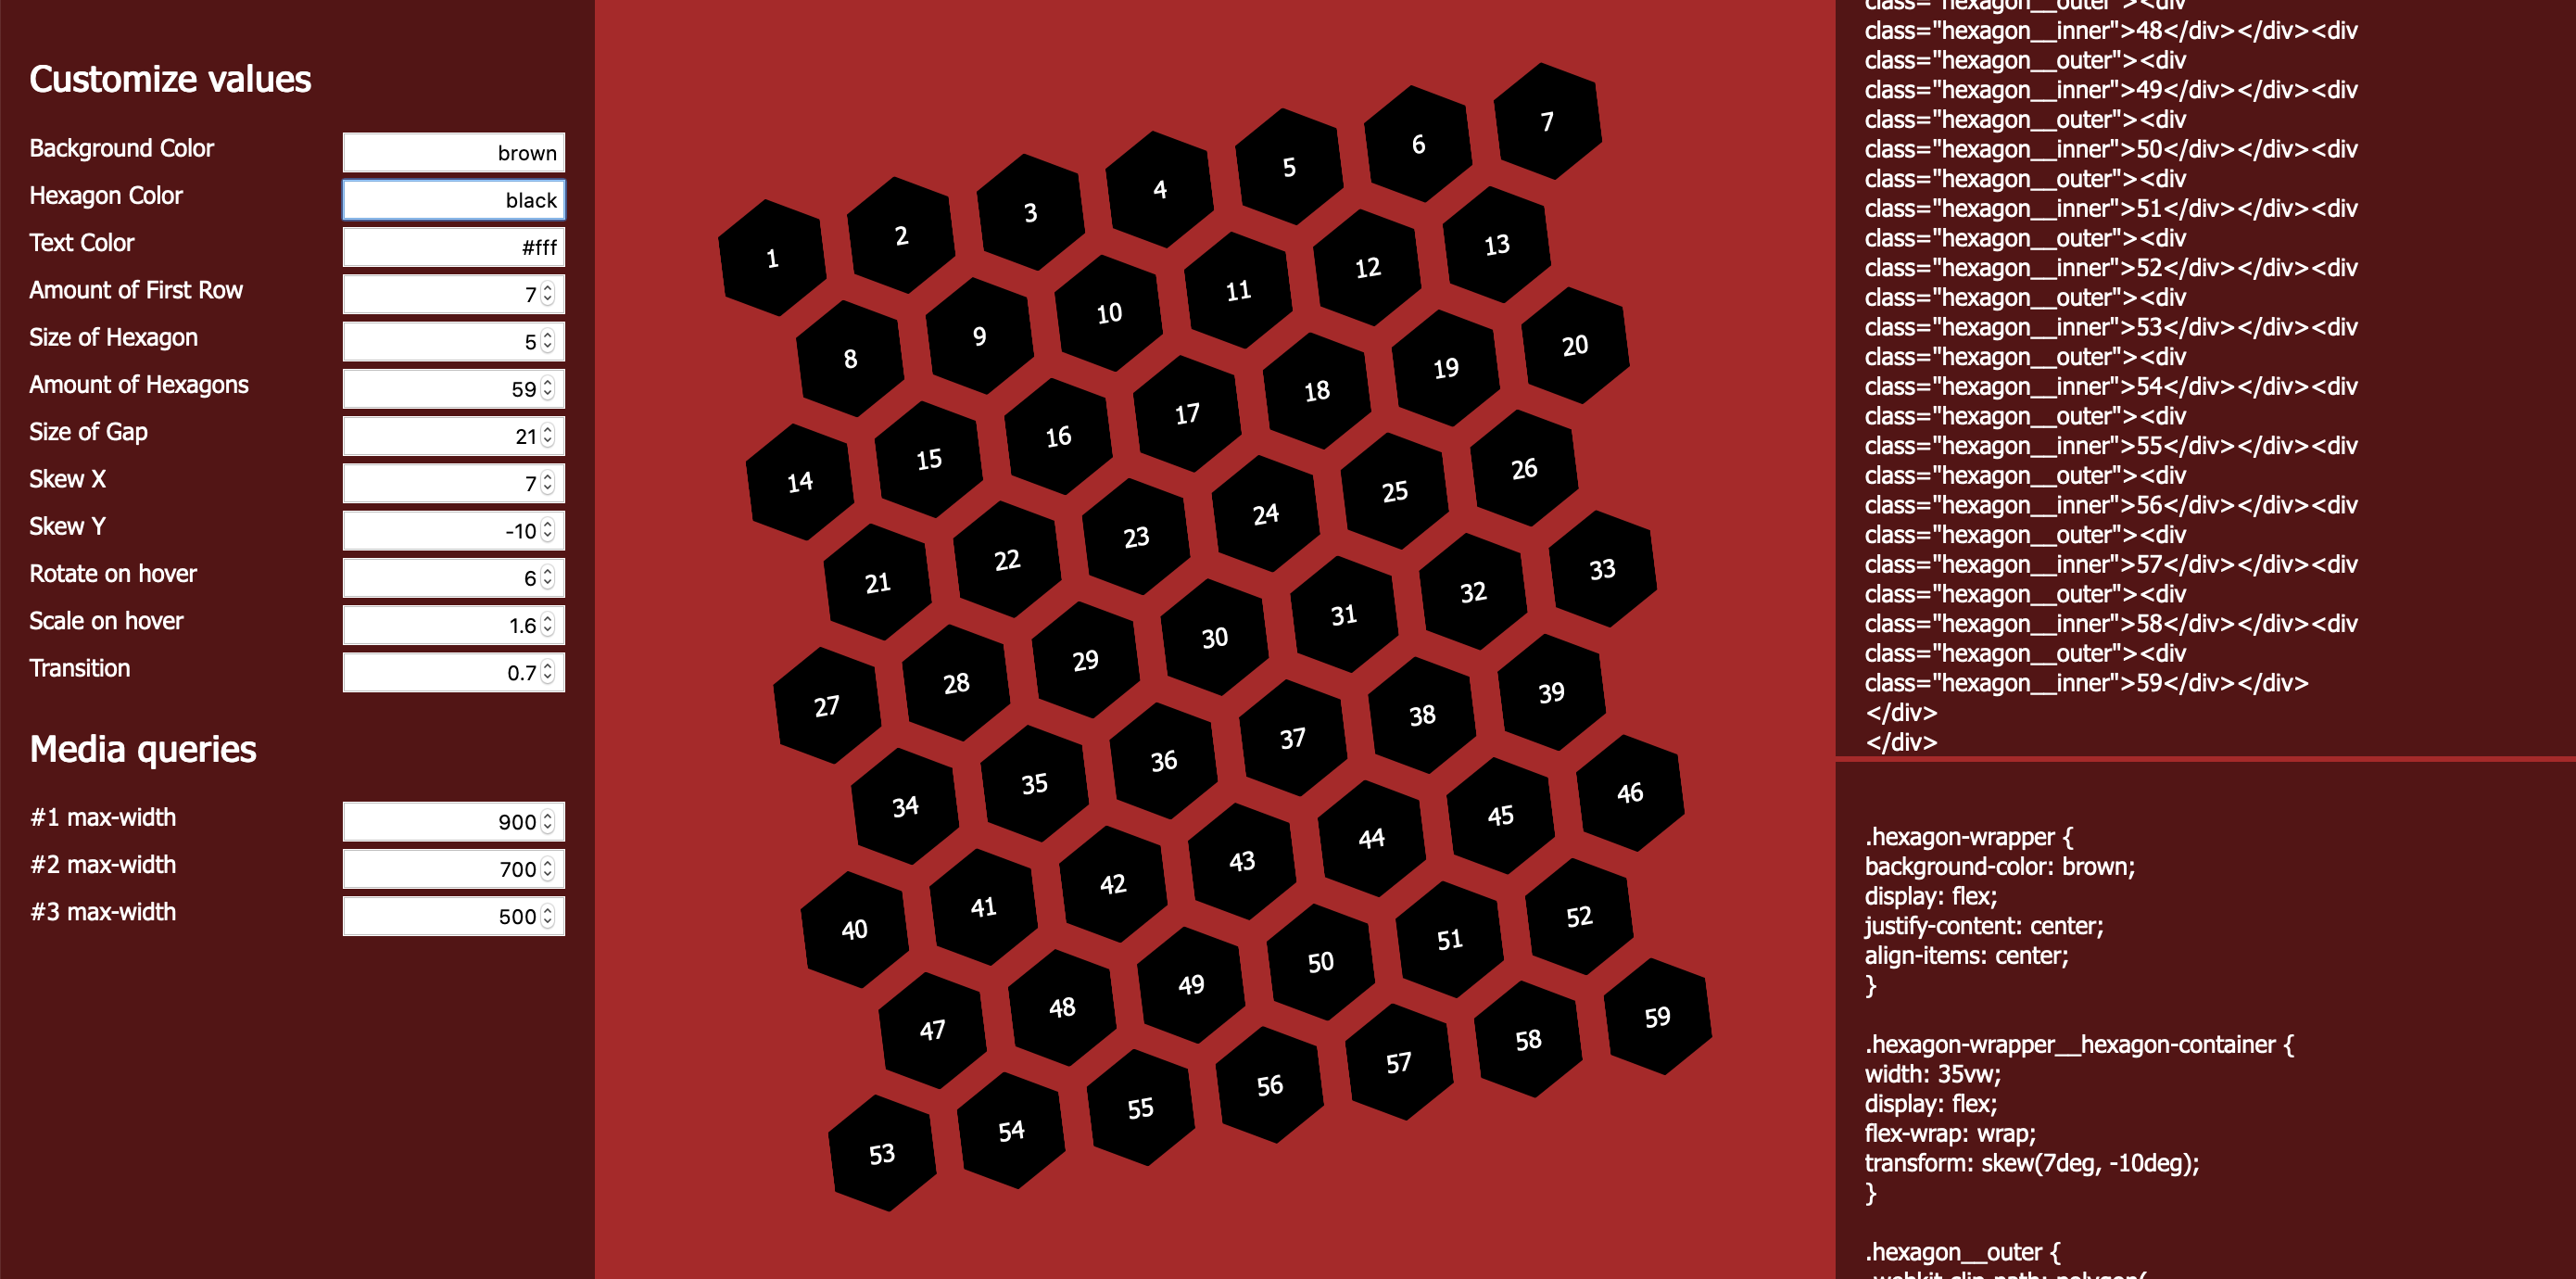 Customize values
Background Color brown
Hexagon Color black
Text Color #fff
Amount of First Row 7
Size of Hexagon 5
Amount of Hexagons 59
Size of Gap 21
Skew X 7
Skew Y -10
Rotate on hover 6
Scale on hover 1.6
Transition 0.7
Media queries
#1 max-width 900
#2 max-width 700
#3 max-width 500
1 2 3 4 5 6 7
8 9 10 11 12 13
14 15 16 17 18 19 20
21 22 23 24 25 26
27 28 29 30 31 32 33
34 35 36 37 38 39
40 41 42 43 44 45 46
47 48 49 50 51 52
53 54 55 56 57 58 59
class="hexagon__outer"><div
class="hexagon__inner">48</div></div><div
class="hexagon__outer"><div
class="hexagon__inner">49</div></div><div
class="hexagon__outer"><div
class="hexagon__inner">50</div></div><div
class="hexagon__outer"><div
class="hexagon__inner">51</div></div><div
class="hexagon__outer"><div
class="hexagon__inner">52</div></div><div
class="hexagon__outer"><div
class="hexagon__inner">53</div></div><div
class="hexagon__outer"><div
class="hexagon__inner">54</div></div><div
class="hexagon__outer"><div
class="hexagon__inner">55</div></div><div
class="hexagon__outer"><div
class="hexagon__inner">56</div></div><div
class="hexagon__outer"><div
class="hexagon__inner">57</div></div><div
class="hexagon__outer"><div
class="hexagon__inner">58</div></div><div
class="hexagon__outer"><div
class="hexagon__inner">59</div></div>
</div>
</div>
.hexagon-wrapper {
background-color: brown;
display: flex;
justify-content: center;
align-items: center;
}
.hexagon-wrapper__hexagon-container {
width: 35vw;
display: flex;
flex-wrap: wrap;
transform: skew(7deg, -10deg);
}
.hexagon__outer {
-webkit-clip-path: polygon(